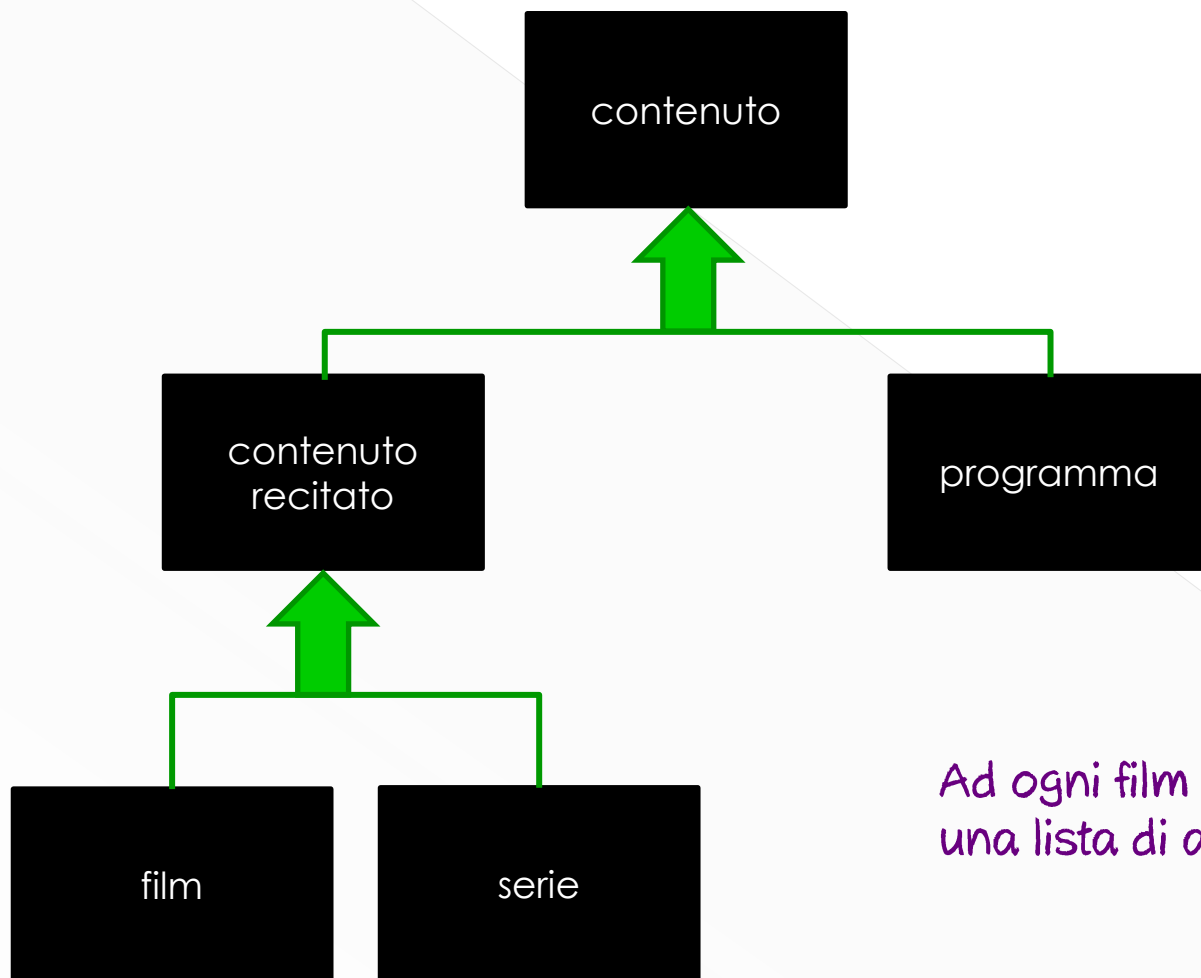 contenuto
contenuto
recitato
programma
Ad ogni film
una lista di
film
serie